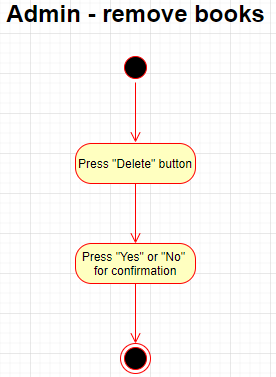 Admin - remove books
Press "Delete" button
Press "Yes" or "No"
for confirmation